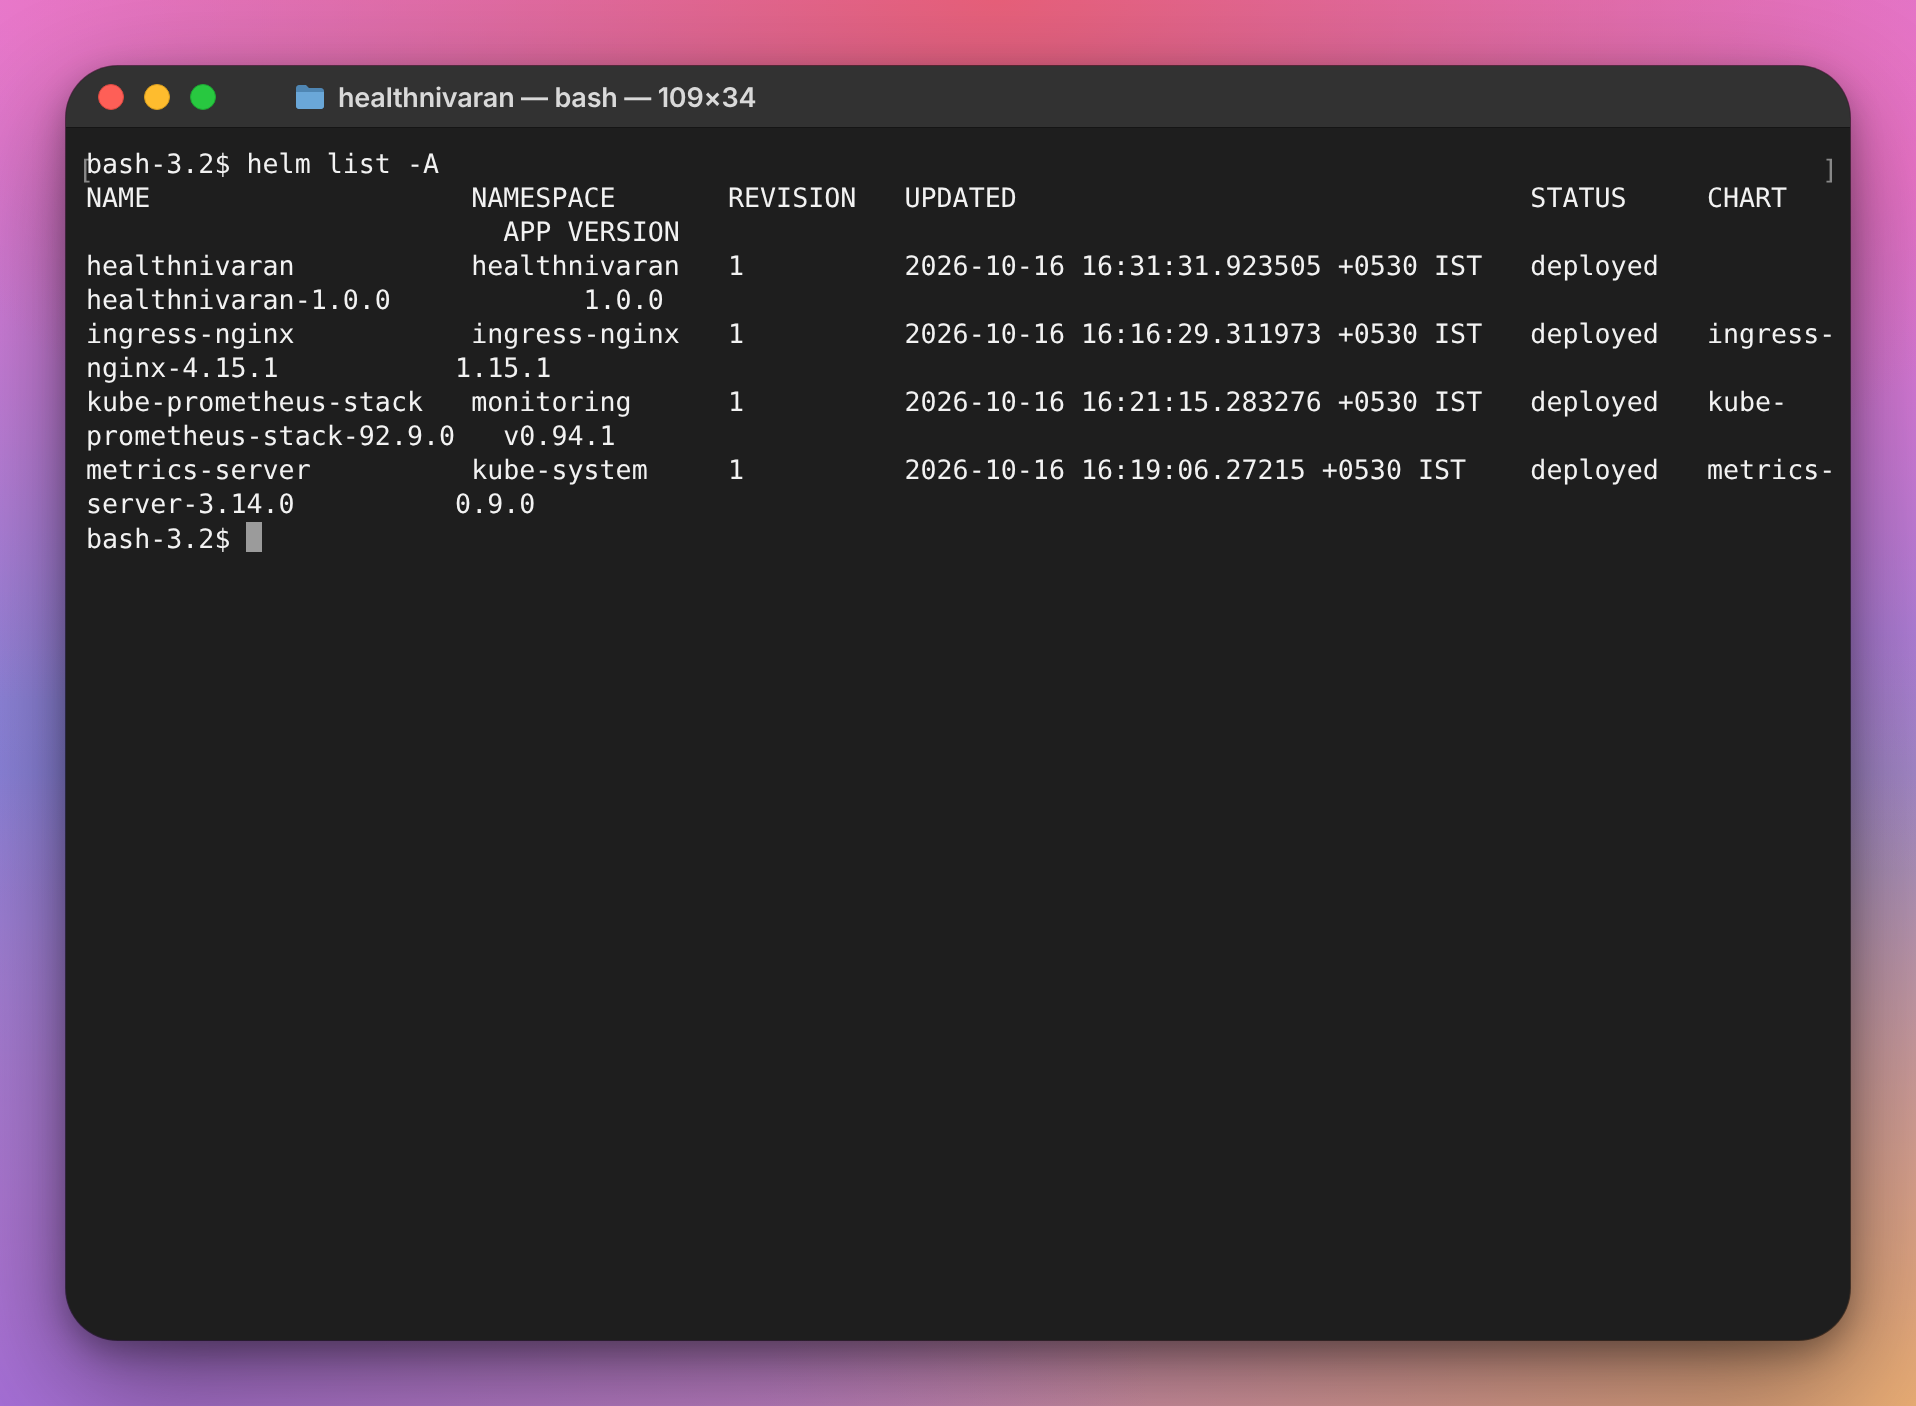 healthnivaran — bash — 109×34
[bash-3.2$ helm list -A ]
NAME NAMESPACE REVISION UPDATED STATUS CHART
APP VERSION
healthnivaran healthnivaran 1 2026-10-16 16:31:31.923505 +0530 IST deployed
healthnivaran-1.0.0 1.0.0
ingress-nginx ingress-nginx 1 2026-10-16 16:16:29.311973 +0530 IST deployed ingress-
nginx-4.15.1 1.15.1
kube-prometheus-stack monitoring 1 2026-10-16 16:21:15.283276 +0530 IST deployed kube-
prometheus-stack-92.9.0 v0.94.1
metrics-server kube-system 1 2026-10-16 16:19:06.27215 +0530 IST deployed metrics-
server-3.14.0 0.9.0
bash-3.2$